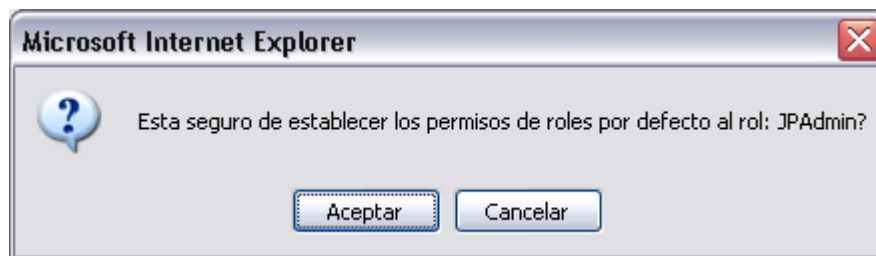 Microsoft Internet Explorer
Esta seguro de establecer los permisos de roles por defecto al rol: JPAdmin?
Aceptar
Cancelar